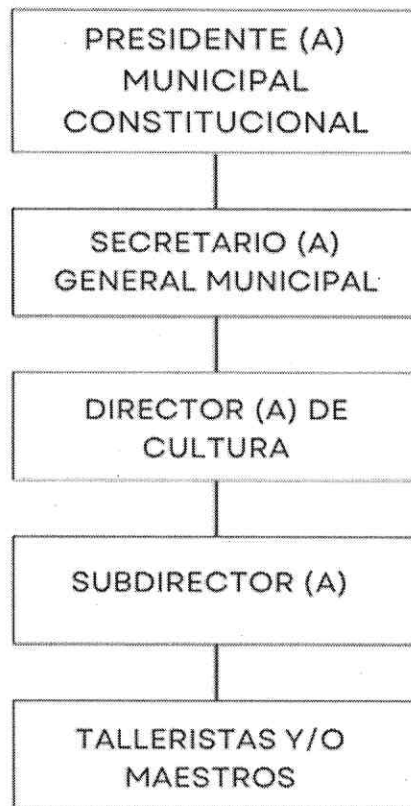 PRESIDENTE (A)
MUNICIPAL
CONSTITUCIONAL
SECRETARIO (A)
GENERAL MUNICIPAL
DIRECTOR (A) DE
CULTURA
SUBDIRECTOR (A)
TALLERISTAS Y/O
MAESTROS